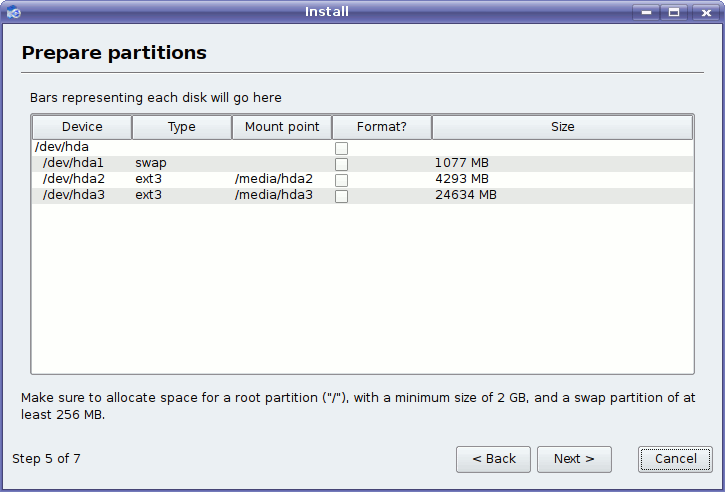 Install
Prepare partitions
Bars representing each disk will go here
Device Type Mount point Format? Size
/dev/hda
/dev/hda1 swap 1077 MB
/dev/hda2 ext3 /media/hda2 4293 MB
/dev/hda3 ext3 /media/hda3 24634 MB
Make sure to allocate space for a root partition ("/"), with a minimum size of 2 GB, and a swap partition of at
least 256 MB.
Step 5 of 7 < Back Next > Cancel